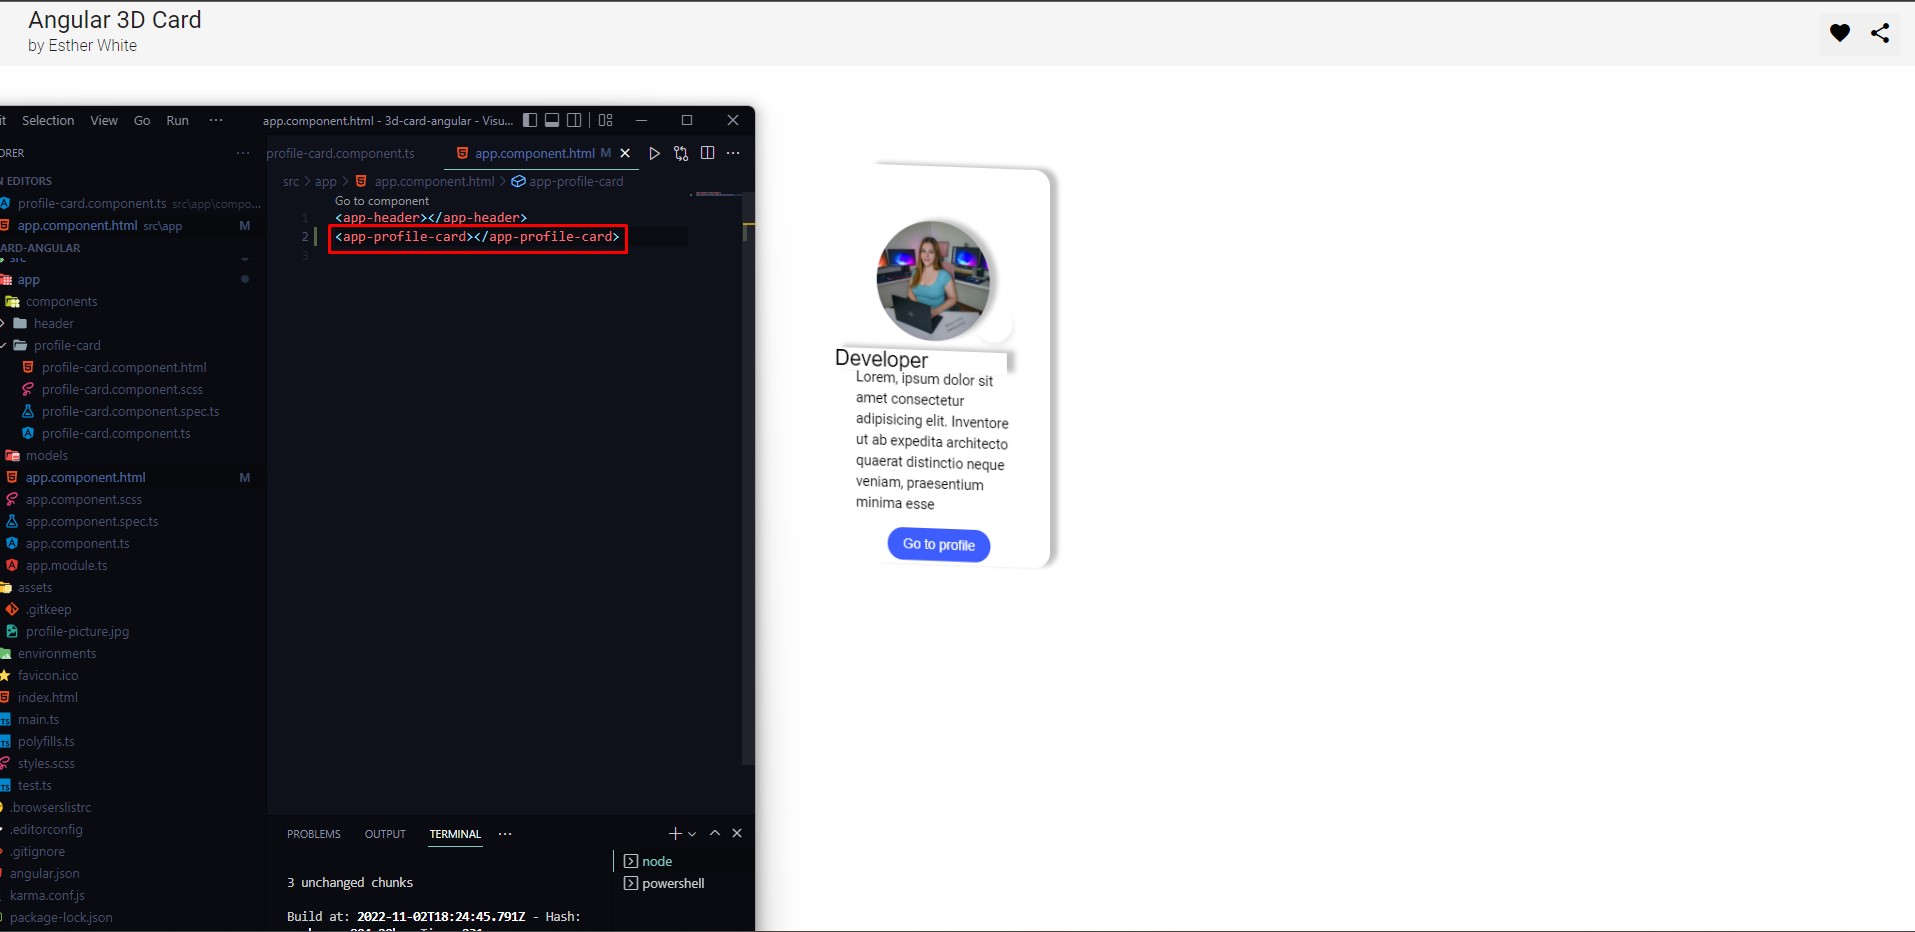 Angular 3D Card
by Esther White
it Selection View Go Run ···
app.component.html - 3d-card-angular - Visu...
ORER ···
profile-card.component.ts
app.component.html M
N EDITORS
src > app > app.component.html > app-profile-card
profile-card.component.ts src\app\compo...
app.component.html src\app M
ARD-ANGULAR
src
app
components
header
profile-card
profile-card.component.html
profile-card.component.scss
profile-card.component.spec.ts
profile-card.component.ts
models
app.component.html M
app.component.scss
app.component.spec.ts
app.component.ts
app.module.ts
assets
.gitkeep
profile-picture.jpg
environments
favicon.ico
index.html
main.ts
polyfills.ts
styles.scss
test.ts
.browserslistrc
.editorconfig
.gitignore
angular.json
karma.conf.js
package-lock.json
Go to component
1 <app-header></app-header>
2 <app-profile-card></app-profile-card>
3
PROBLEMS OUTPUT TERMINAL ···
node
powershell
3 unchanged chunks
Build at: 2022-11-02T18:24:45.791Z - Hash:
Developer
Lorem, ipsum dolor sit
amet consectetur
adipisicing elit. Inventore
ut ab expedita architecto
quaerat distinctio neque
veniam, praesentium
minima esse
Go to profile